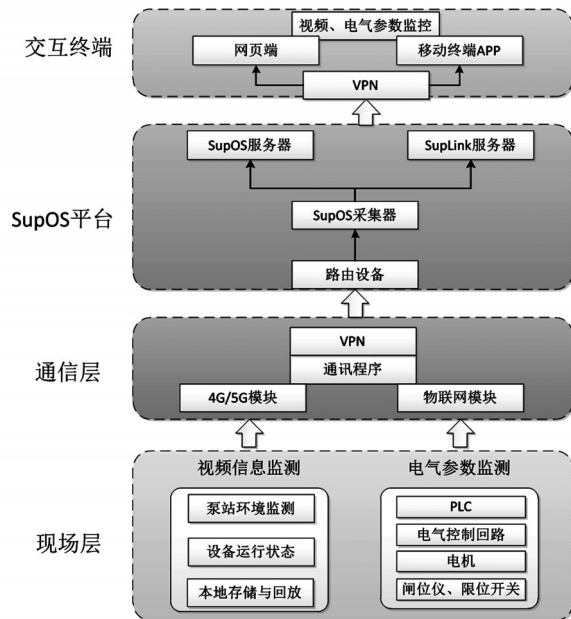 交互终端
视频、电气参数监控
网页端
移动终端APP
VPN
SupOS平台
SupOS服务器
SupLink服务器
SupOS采集器
路由设备
通信层
VPN
通讯程序
4G/5G模块
物联网模块
现场层
视频信息监测
泵站环境监测
设备运行状态
本地存储与回放
电气参数监测
PLC
电气控制回路
电机
闸位仪、限位开关